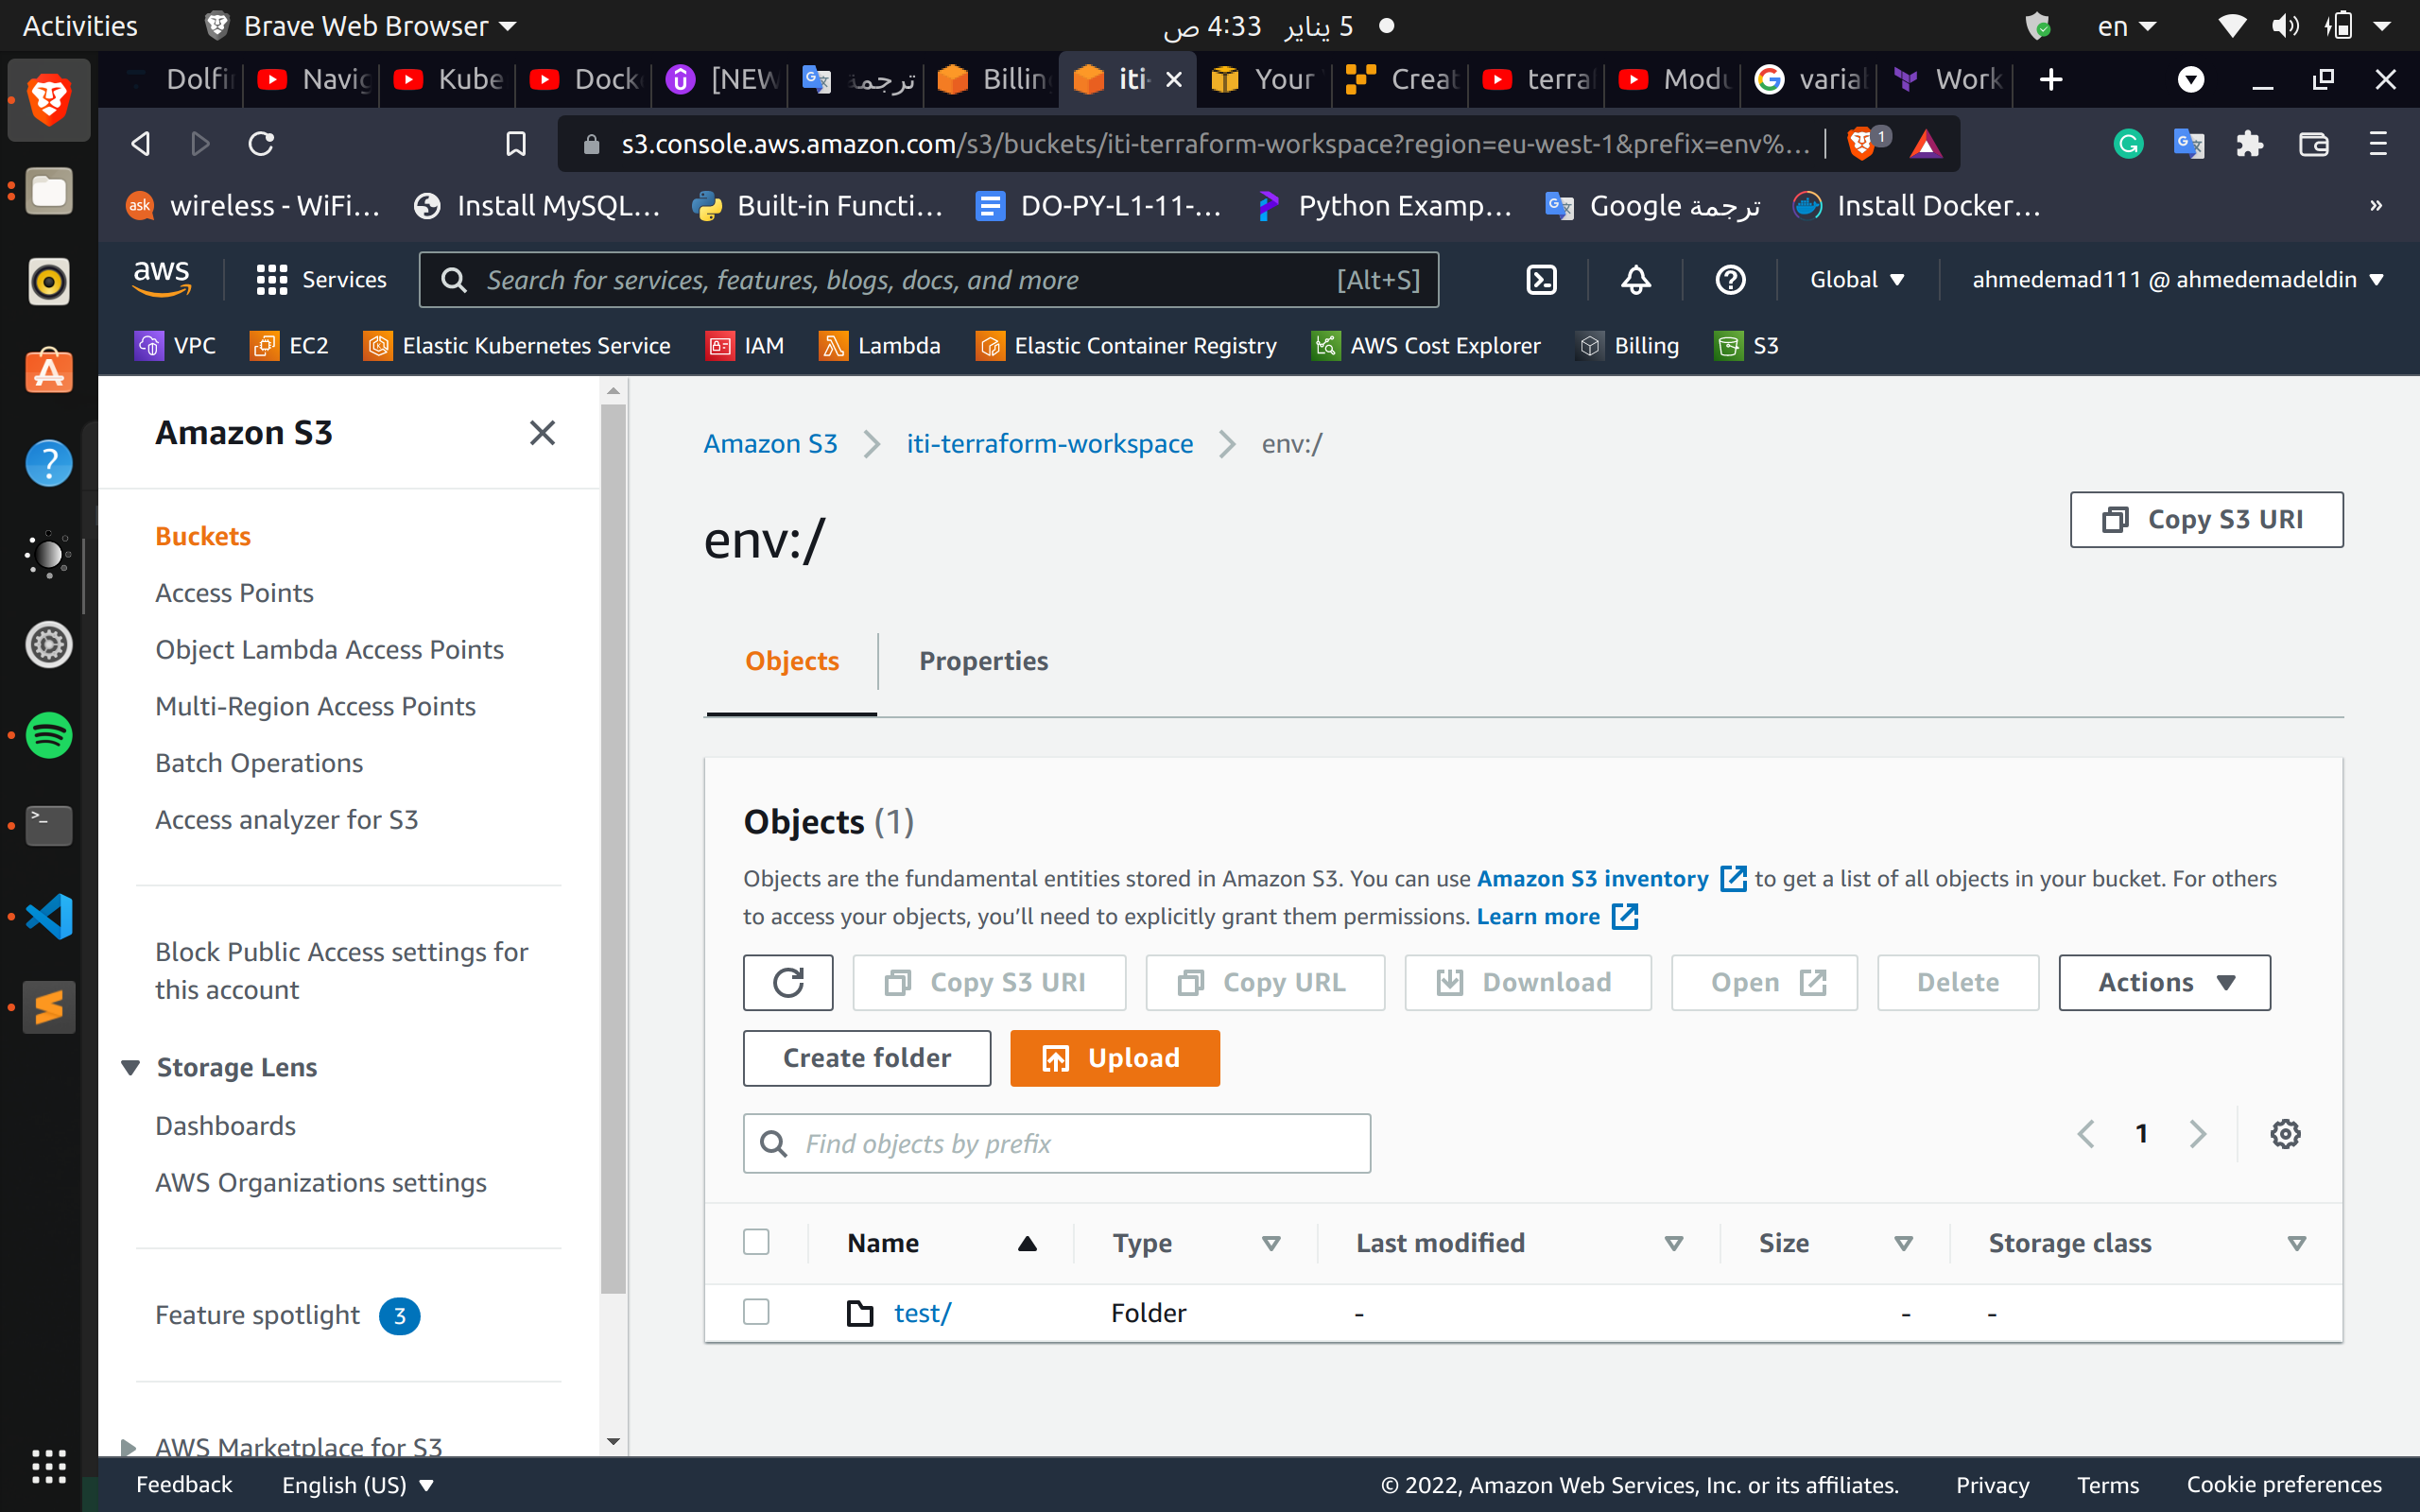 Activities Brave Web Browser 5 يناير 4:33 ص en
Dolfi Navig Kube Dock [NEW ترجمة Billin iti- Your Creat terra Modu varial Work
s3.console.aws.amazon.com/s3/buckets/iti-terraform-workspace?region=eu-west-1&prefix=env%... 1
wireless - WiFi... Install MySQL... Built-in Functi... DO-PY-L1-11-... Python Examp... ترجمة Google Install Docker... »
aws Services Search for services, features, blogs, docs, and more [Alt+S] Global ahmedemad111 @ ahmedemadeldin
VPC EC2 Elastic Kubernetes Service IAM Lambda Elastic Container Registry AWS Cost Explorer Billing S3
Amazon S3
Buckets
Access Points
Object Lambda Access Points
Multi-Region Access Points
Batch Operations
Access analyzer for S3
Block Public Access settings for
this account
Storage Lens
Dashboards
AWS Organizations settings
Feature spotlight 3
AWS Marketplace for S3
Amazon S3 iti-terraform-workspace env:/
env:/
Copy S3 URI
Objects Properties
Objects (1)
Objects are the fundamental entities stored in Amazon S3. You can use Amazon S3 inventory to get a list of all objects in your bucket. For others
to access your objects, you'll need to explicitly grant them permissions. Learn more
Copy S3 URI Copy URL Download Open Delete Actions
Create folder Upload
Find objects by prefix 1
Name Type Last modified Size Storage class
test/ Folder - - -
Feedback English (US) © 2022, Amazon Web Services, Inc. or its affiliates. Privacy Terms Cookie preferences